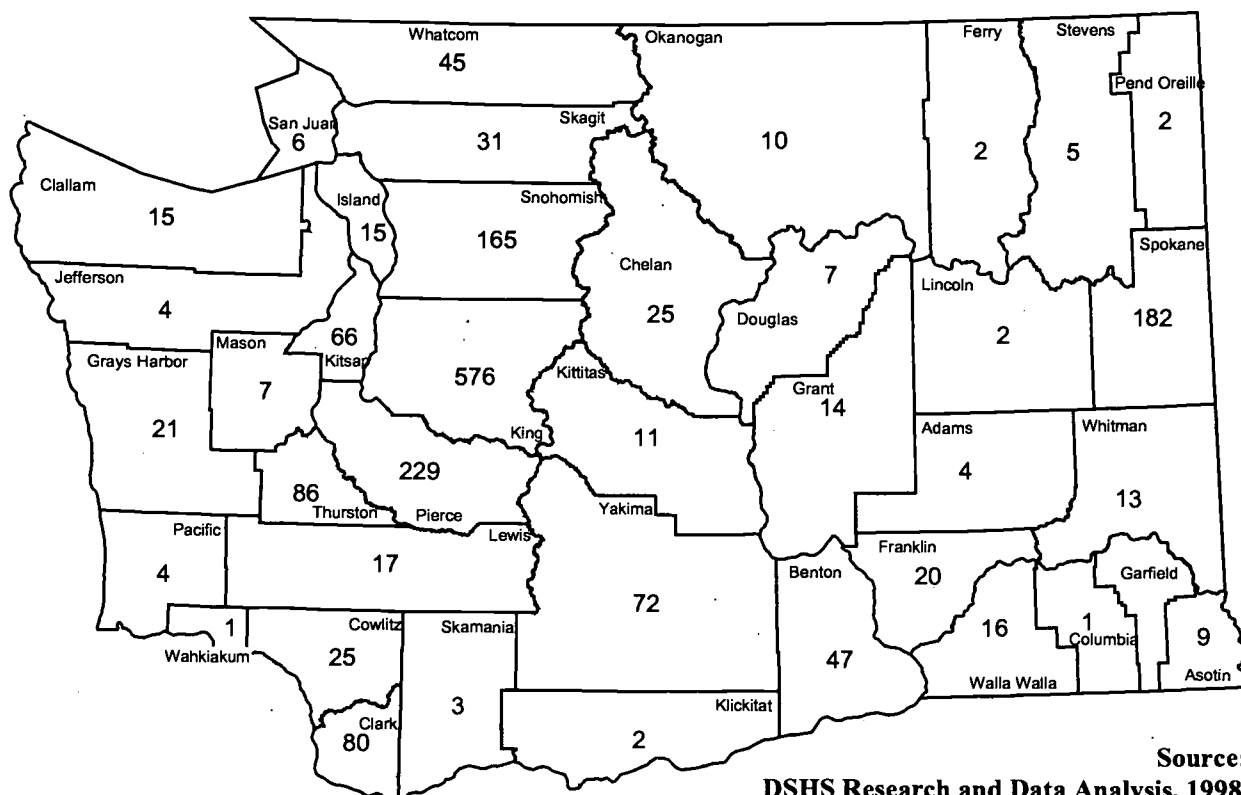 Whatcom
45
Okanogan
10
Ferry
2
Stevens
5
Pend Oreille
2
San Juan
6
Skagit
31
Clallam
15
Island
15
Snohomish
165
Chelan
25
Douglas
7
Lincoln
2
Spokane
182
Jefferson
4
Kitsap
66
Mason
7
Grays Harbor
21
King
576
Kittitas
11
Grant
14
Adams
4
Whitman
13
Thurston
86
Pierce
229
Pacific
4
Lewis
17
Yakima
72
Benton
47
Franklin
20
Garfield
Walla Walla
16
Columbia
1
Asotin
9
Wahkiakum
1
Cowlitz
25
Skamania
3
Clark
80
Klickitat
2
Source:
DSHS Research and Data Analysis, 1998